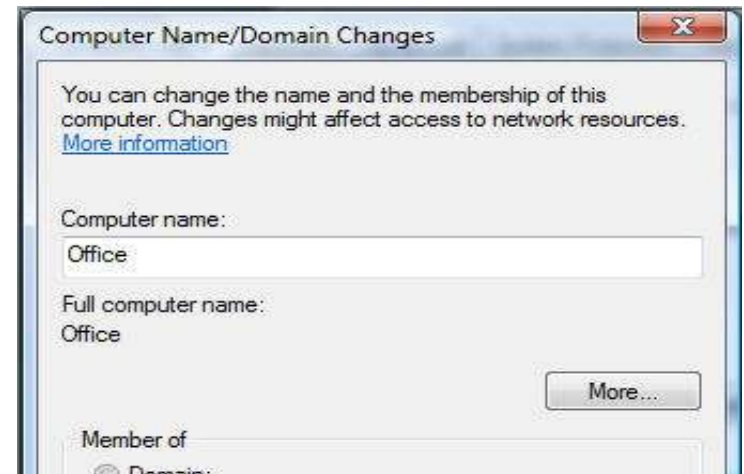 Computer Name/Domain Changes
You can change the name and the membership of this
computer. Changes might affect access to network resources.
More information
Computer name:
Office
Full computer name:
Office
More...
Member of
Domain: